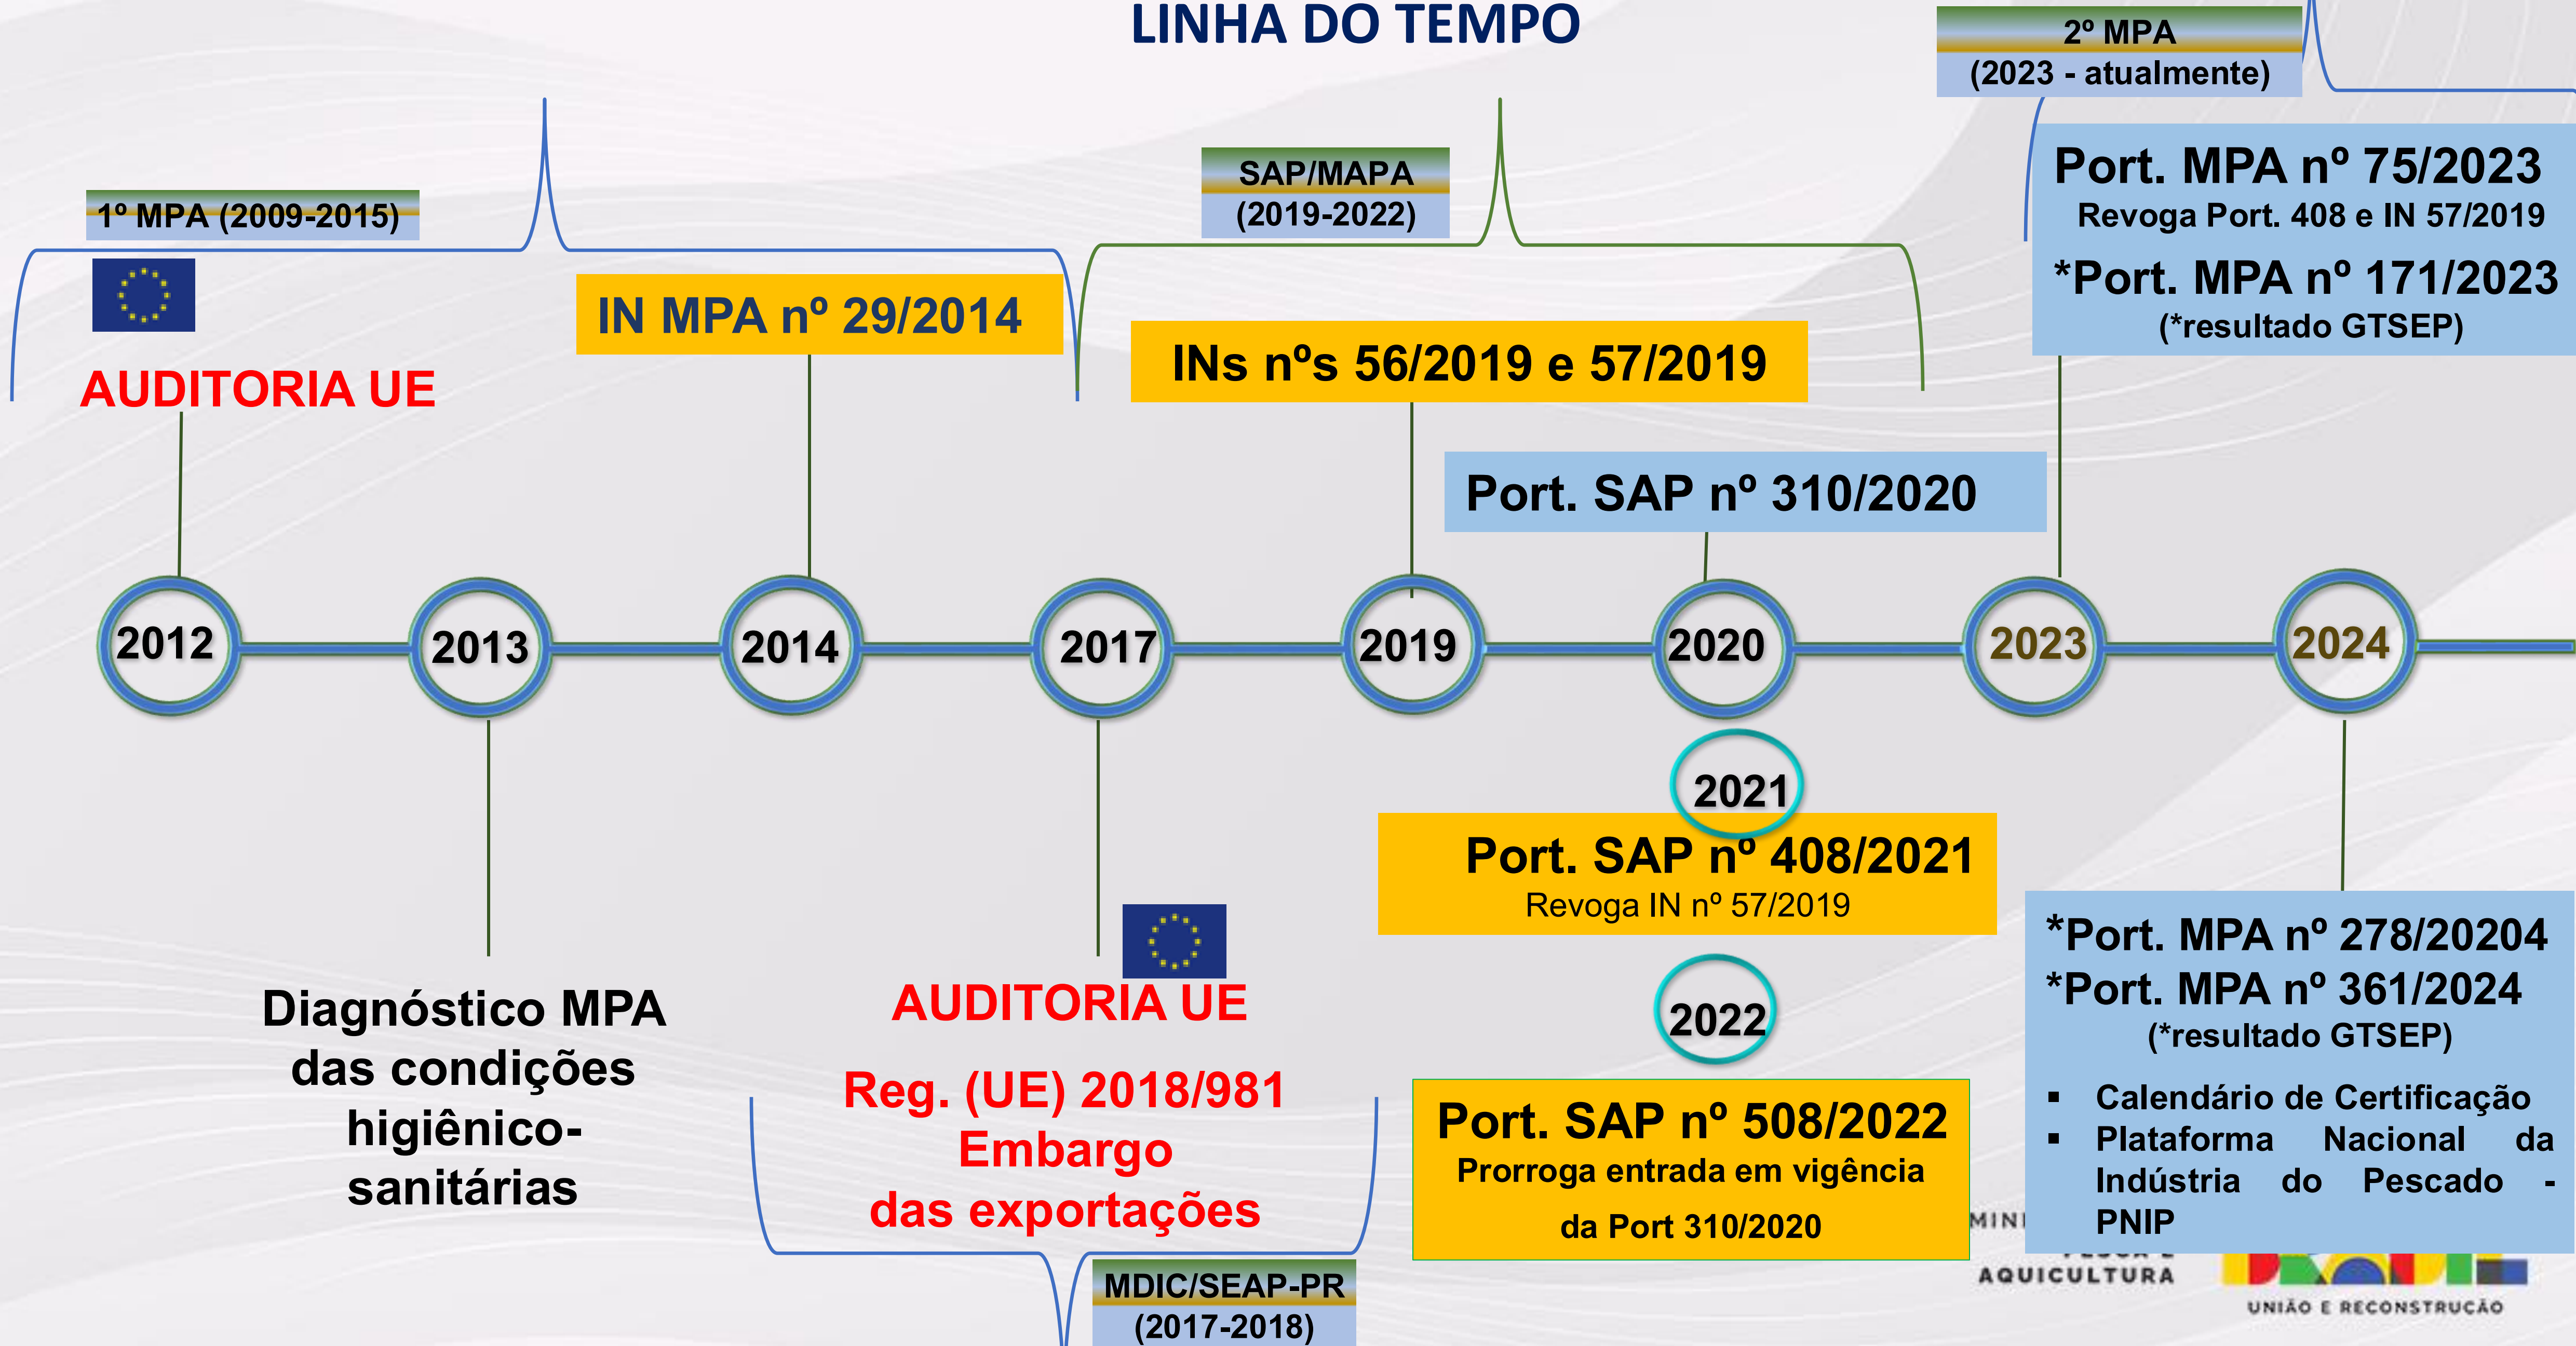 LINHA DO TEMPO
2º MPA
(2023 - atualmente)
SAP/MAPA
(2019-2022)
1º MPA (2009-2015)
Port. MPA nº 75/2023
Revoga Port. 408 e IN 57/2019
*Port. MPA nº 171/2023
(*resultado GTSEP)
IN MPA nº 29/2014
INs nºs 56/2019 e 57/2019
AUDITORIA UE
Port. SAP nº 310/2020
2012
2013
2014
2017
2019
2020
2023
2024
2021
Port. SAP nº 408/2021
Revoga IN nº 57/2019
2022
Port. SAP nº 508/2022
Prorroga entrada em vigência
da Port 310/2020
Diagnóstico MPA
das condições
higiênico-
sanitárias
AUDITORIA UE
Reg. (UE) 2018/981
Embargo
das exportações
MDIC/SEAP-PR
(2017-2018)
*Port. MPA nº 278/20204
*Port. MPA nº 361/2024
(*resultado GTSEP)
▪ Calendário de Certificação
▪ Plataforma Nacional da
Indústria do Pescado -
PNIP
AQUICULTURA
UNIÃO E RECONSTRUÇÃO